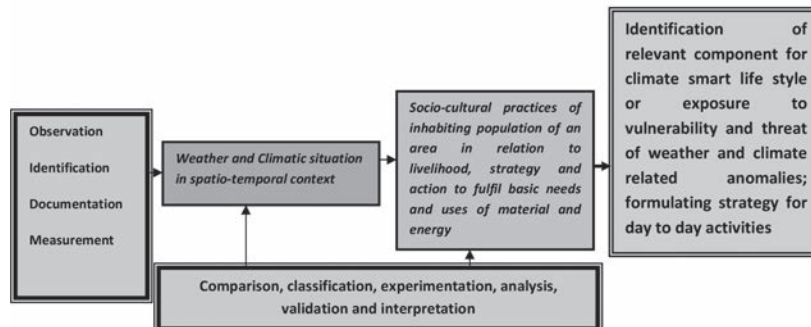 Observation
Identification
Documentation
Measurement
Weather and Climatic situation
in spatio-temporal context
Socio-cultural practices of
inhabiting population of an
area in relation to
livelihood, strategy and
action to fulfil basic needs
and uses of material and
energy
Identification of
relevant component for
climate smart life style
or exposure to
vulnerability and threat
of weather and climate
related anomalies;
formulating strategy for
day to day activities
Comparison, classification, experimentation, analysis,
validation and interpretation